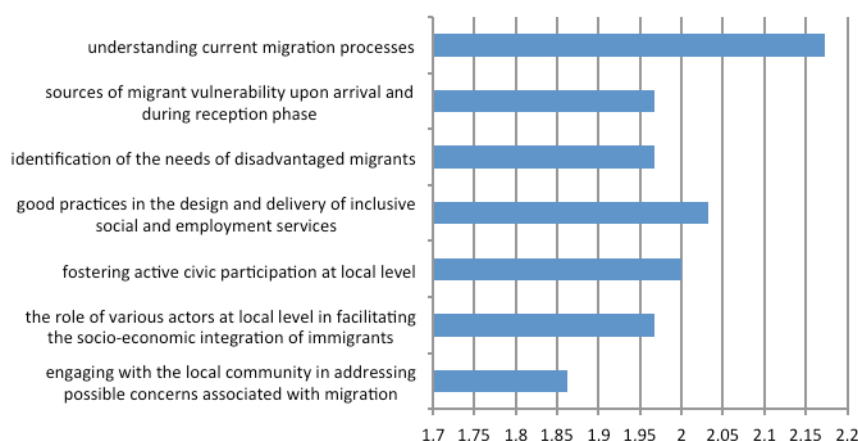 understanding current migration processes
sources of migrant vulnerability upon arrival and
during reception phase
identification of the needs of disadvantaged migrants
good practices in the design and delivery of inclusive
social and employment services
fostering active civic participation at local level
the role of various actors at local level in facilitating
the socio-economic integration of immigrants
engaging with the local community in addressing
possible concerns associated with migration
1.7 1.75 1.8 1.85 1.9 1.95 2 2.05 2.1 2.15 2.2